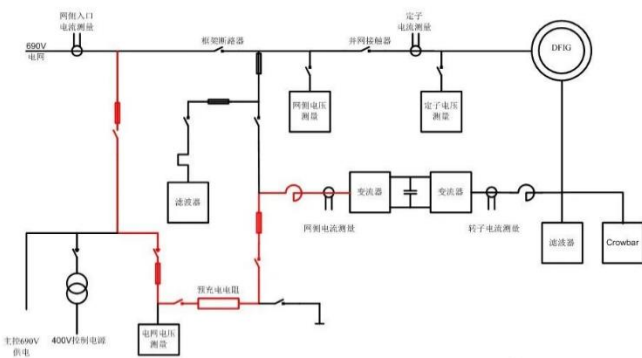 网侧入口
电流测量
690V
电网
框架断路器
并网接触器
定子
电流测量
DFIG
网侧电压
测量
定子电压
测量
滤波器
变流器
变流器
网侧电流测量
转子电流测量
滤波器
Crowbar
预充电电阻
主控690V
供电
400V控制电源
电网电压
测量